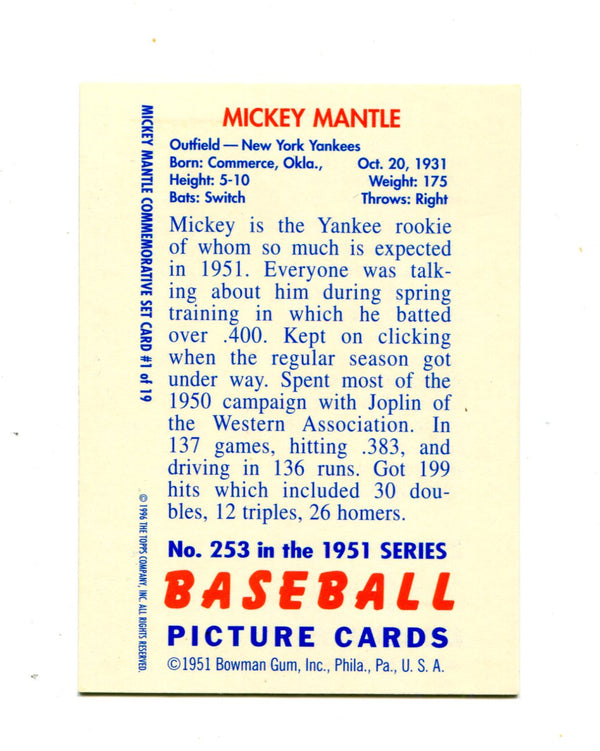 MICKEY MANTLE
Outfield — New York Yankees
Born: Commerce, Okla., Oct. 20, 1931
Height: 5-10 Weight: 175
Bats: Switch Throws: Right
Mickey is the Yankee rookie
of whom so much is expected
in 1951. Everyone was talk-
ing about him during spring
training in which he batted
over .400. Kept on clicking
when the regular season got
under way. Spent most of the
1950 campaign with Joplin of
the Western Association. In
137 games, hitting .383, and
driving in 136 runs. Got 199
hits which included 30 dou-
bles, 12 triples, 26 homers.
No. 253 in the 1951 SERIES
BASEBALL
PICTURE CARDS
©1951 Bowman Gum, Inc., Phila., Pa., U. S. A.
MICKEY MANTLE COMMEMORATIVE SET CARD #1 of 19
© 1996 THE TOPPS COMPANY, INC. ALL RIGHTS RESERVED.